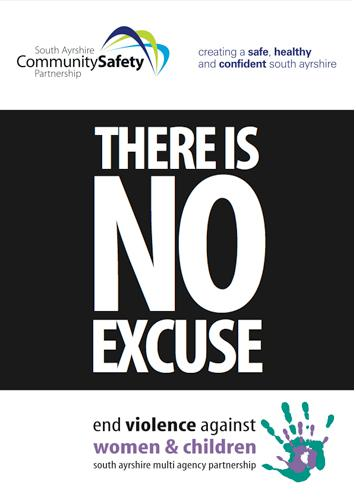 South Ayrshire
CommunitySafety
Partnership
creating a safe, healthy
and confident south ayrshire
THERE IS
NO
EXCUSE
end violence against
women & children
south ayrshire multi agency partnership